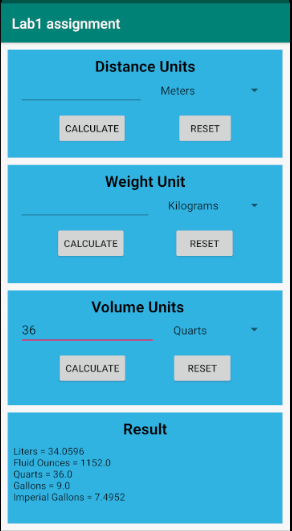 Lab1 assignment
Distance Units
Meters
CALCULATE RESET
Weight Unit
Kilograms
CALCULATE RESET
Volume Units
36 Quarts
CALCULATE RESET
Result
Liters = 34.0596
Fluid Ounces = 1152.0
Quarts = 36.0
Gallons = 9.0
Imperial Gallons = 7.4952